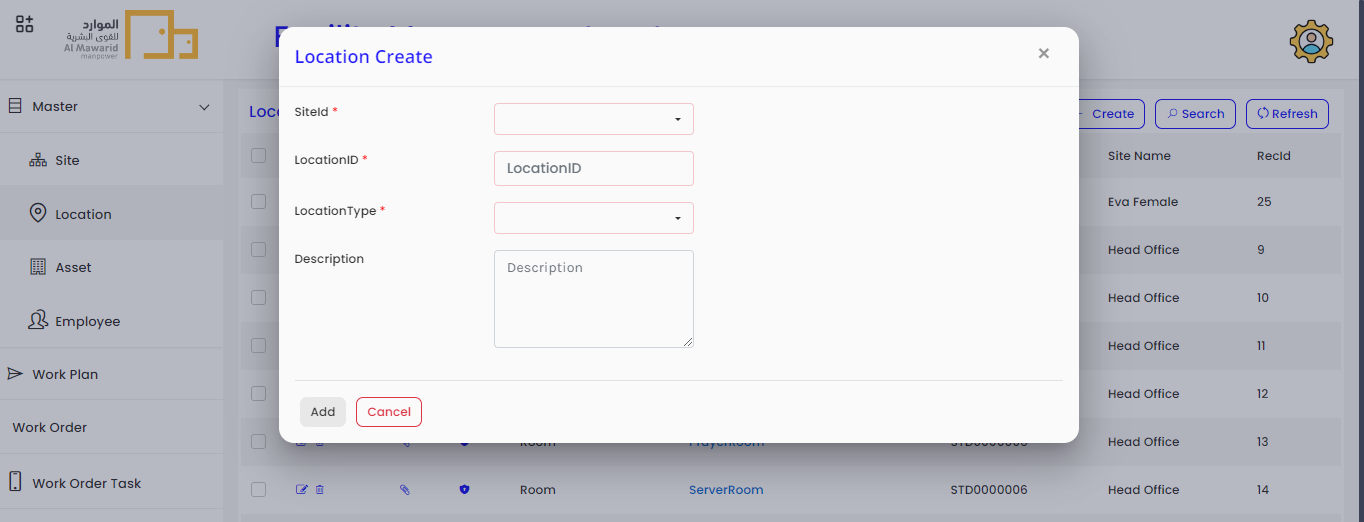 الموارد
للقوى البشرية
Al Mawarid
manpower
Location Create
×
Master
Site
Location
Asset
Employee
Work Plan
Work Order
Work Order Task
SiteId *
LocationID *
LocationID
LocationType *
Description
Description
Add Cancel
Create Search Refresh
Site Name RecId
Eva Female 25
Head Office 9
Head Office 10
Head Office 11
Head Office 12
Room PrayerRoom STD0000006 Head Office 13
Room ServerRoom STD0000006 Head Office 14